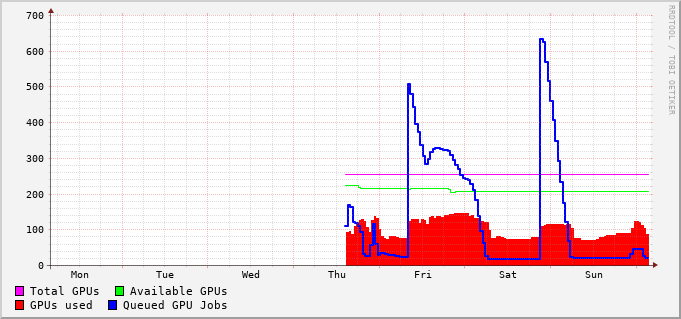 700
600
500
400
300
200
100
0
Mon Tue Wed Thu Fri Sat Sun
Total GPUs Available GPUs
GPUs used Queued GPU Jobs
RRDTOOL / TOBI OETIKER